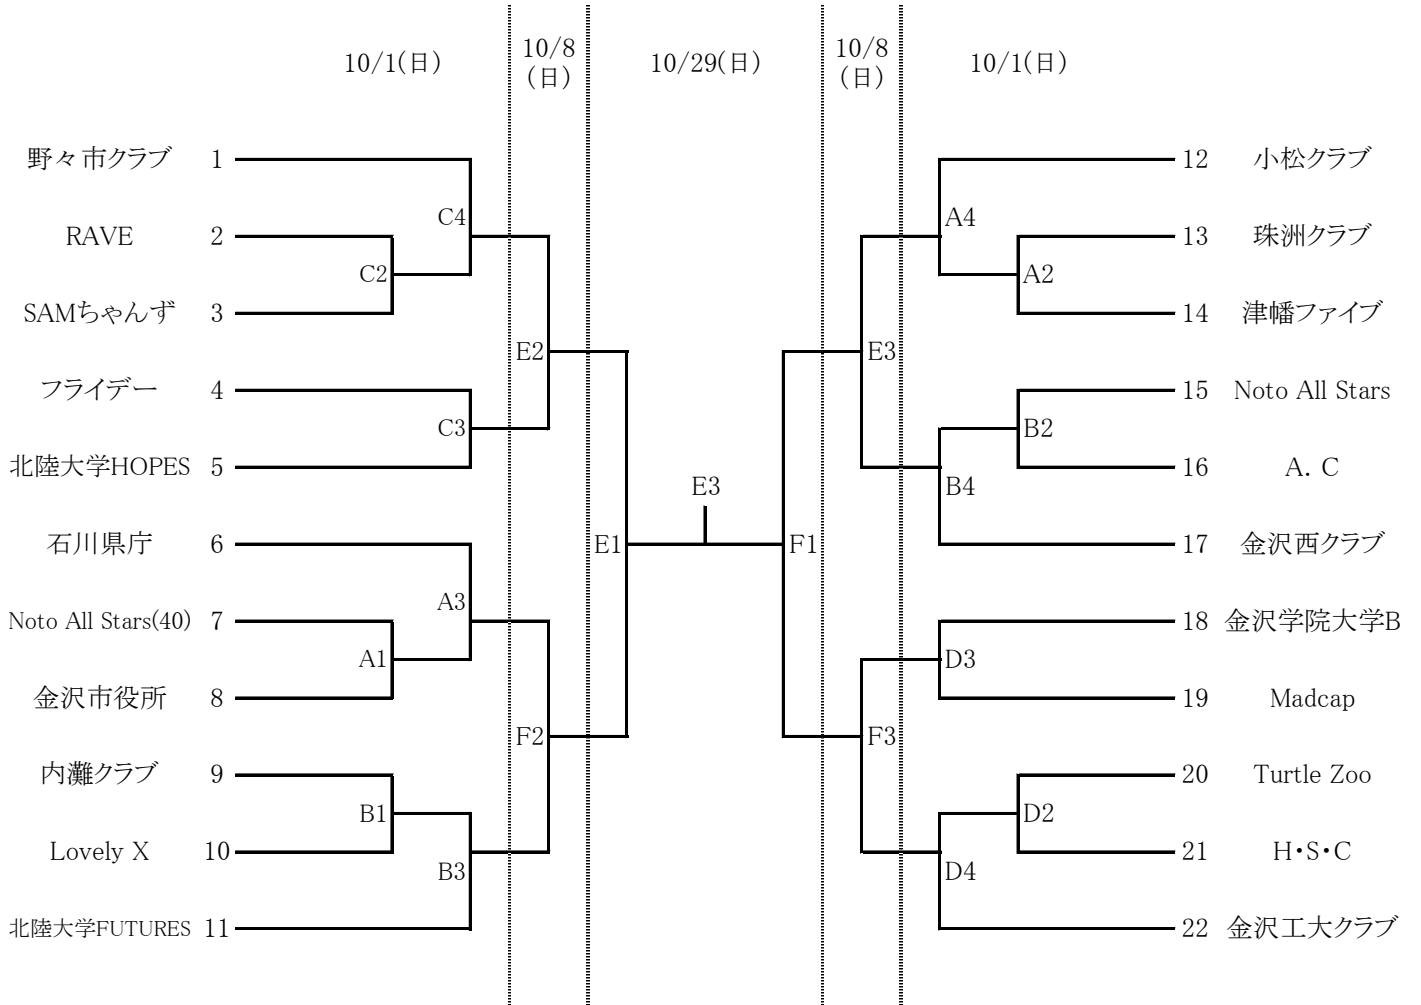 10/1(日)
10/8
(日)
10/29(日)
10/8
(日)
10/1(日)
野々市クラブ 1
RAVE 2
SAMちゃんず 3
フライデー 4
北陸大学HOPES 5
石川県庁 6
Noto All Stars(40) 7
金沢市役所 8
内灘クラブ 9
Lovely X 10
北陸大学FUTURES 11
C4
C2
C3
A3
A1
B1
B3
E2
F2
E1
E3
F1
E3
F3
A4
A2
B2
B4
D3
D2
D4
12 小松クラブ
13 珠洲クラブ
14 津幡ファイブ
15 Noto All Stars
16 A. C
17 金沢西クラブ
18 金沢学院大学B
19 Madcap
20 Turtle Zoo
21 H・S・C
22 金沢工大クラブ